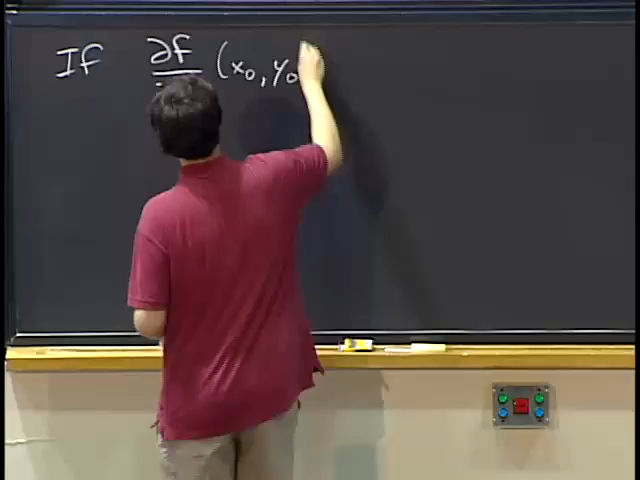 If ∂f (x₀, y₀